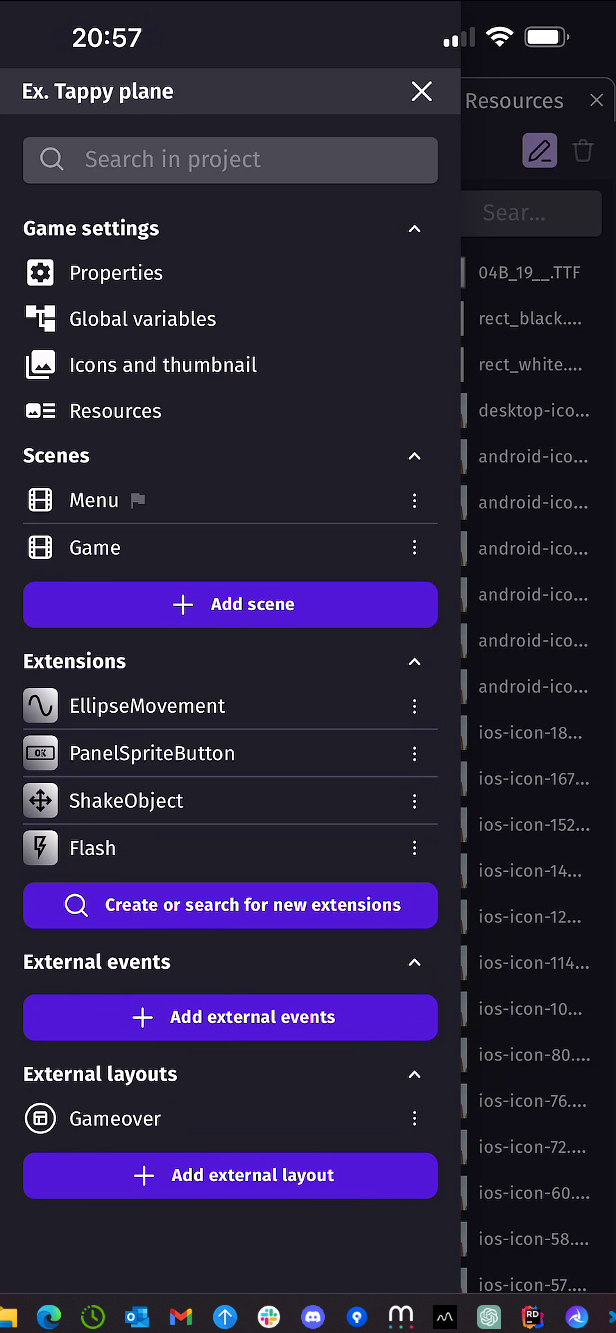 20:57
Ex. Tappy plane
Resources
Search in project
Sear...
Game settings
Properties
Global variables
Icons and thumbnail
Resources
Scenes
Menu
Game
Add scene
Extensions
EllipseMovement
OK
PanelSpriteButton
ShakeObject
Flash
Create or search for new extensions
External events
Add external events
External layouts
Gameover
Add external layout
04B_19__.TTF
rect_black....
rect_white....
desktop-ico...
android-ico...
android-ico...
android-ico...
android-ico...
android-ico...
android-ico...
ios-icon-18...
ios-icon-167...
ios-icon-152...
ios-icon-14...
ios-icon-12...
ios-icon-114...
ios-icon-10...
ios-icon-80....
ios-icon-76....
ios-icon-72....
ios-icon-60....
ios-icon-58....
ios-icon-57....
RD